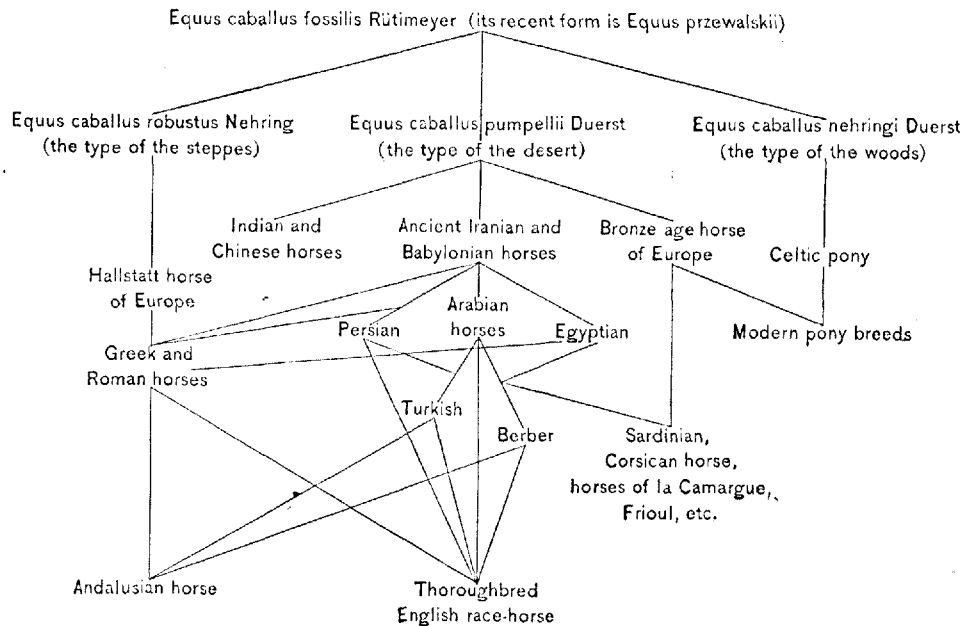 Equus caballus fossilis Rütimeyer (its recent form is Equus przewalskii)
Equus caballus robustus Nehring
(the type of the steppes)
Equus caballus pumpellii Duerst
(the type of the desert)
Equus caballus nehringi Duerst
(the type of the woods)
Indian and
Chinese horses
Ancient Iranian and
Babylonian horses
Bronze age horse
of Europe
Celtic pony
Hallstatt horse
of Europe
Persian
Arabian
horses
Egyptian
Modern pony breeds
Greek and
Roman horses
Turkish
Berber
Sardinian,
Corsican horse,
horses of la Camargue,
Frioul, etc.
Andalusian horse
Thoroughbred
English race-horse